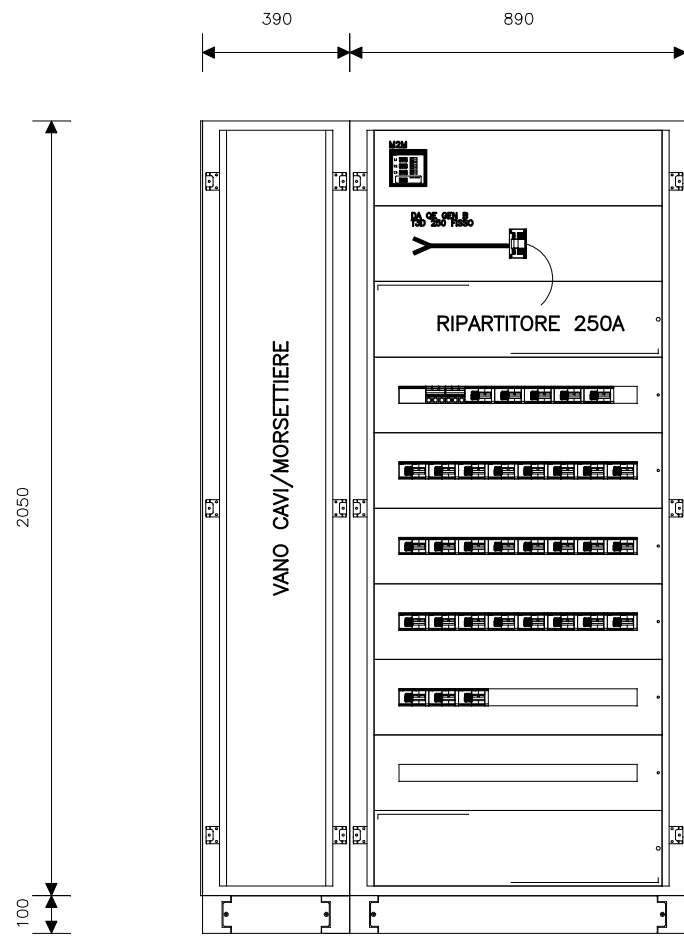 390
890
M2M
DA QE GEN B
T3D 250 FISSO
RIPARTITORE 250A
VANO CAVI/MORSETTIERE
2050
100